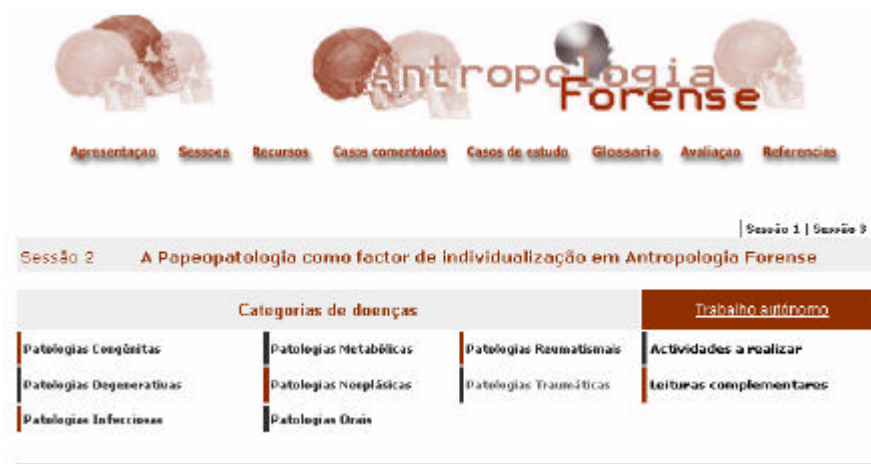 Antropologia
Forense
Apresentaçao Sessoes Recursos Casos comentados Casos de estudo Glossario Avaliaçao Referencias
Sessão 1 | Sessão 3
Sessão 2 A Papeopatologia como factor de individualização em Antropologia Forense
Categorias de doenças Trabalho autónomo
Patologias Congénitas Patologias Metabólicas Patologias Reumatismais Actividades a realizar
Patologias Degenerativas Patologias Neoplásicas Patologias Traumáticas Leituras complementares
Patologias Infecciosas Patologias Orais